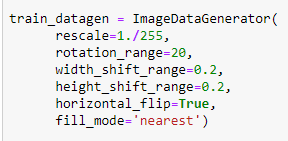 train_datagen = ImageDataGenerator(
      rescale=1./255,
      rotation_range=20,
      width_shift_range=0.2,
      height_shift_range=0.2,
      horizontal_flip=True,
      fill_mode='nearest')